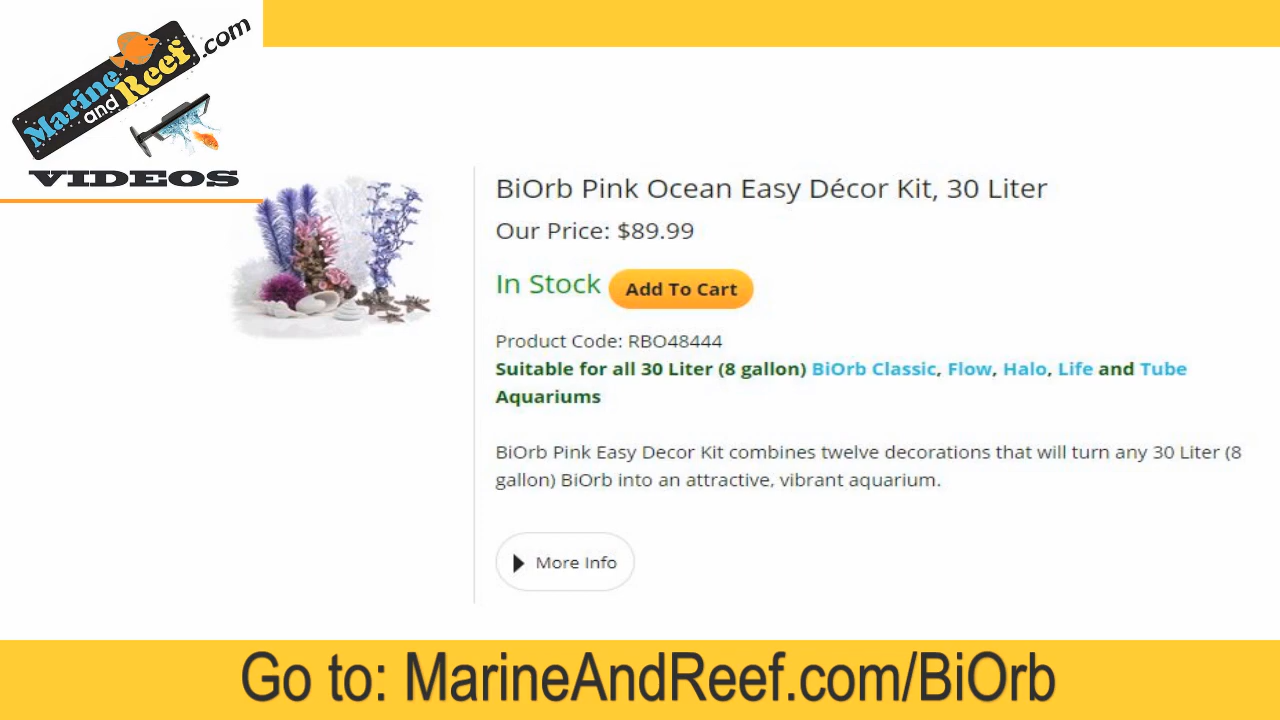 Marine
and Reef.com
VIDEOS
BiOrb Pink Ocean Easy Décor Kit, 30 Liter
Our Price: $89.99
In Stock Add To Cart
Product Code: RBO48444
Suitable for all 30 Liter (8 gallon) BiOrb Classic, Flow, Halo, Life and Tube
Aquariums
BiOrb Pink Easy Decor Kit combines twelve decorations that will turn any 30 Liter (8
gallon) BiOrb into an attractive, vibrant aquarium.
More Info
Go to: MarineAndReef.com/BiOrb